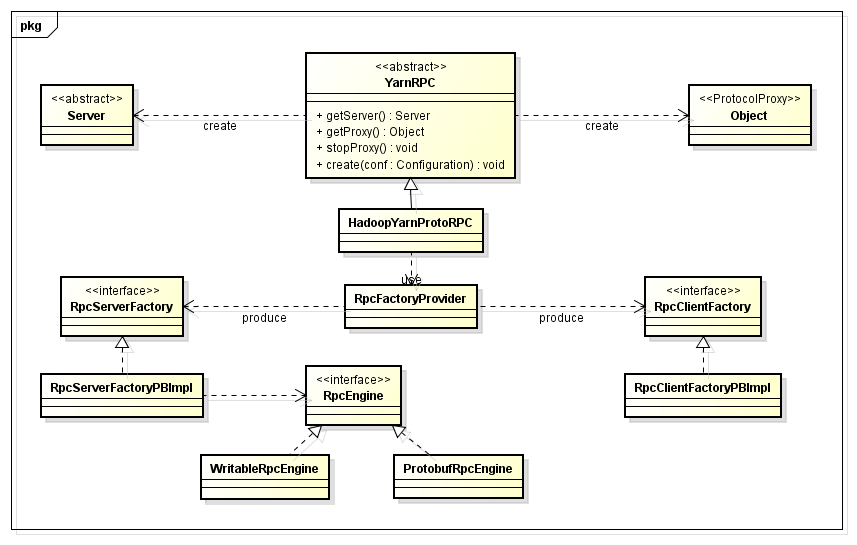 pkg
<<abstract>>
Server
<<abstract>>
YarnRPC
+ getServer() : Server
+ getProxy() : Object
+ stopProxy() : void
+ create(conf : Configuration) : void
<<ProtocolProxy>>
Object
create
create
HadoopYarnProtoRPC
use
<<interface>>
RpcServerFactory
RpcFactoryProvider
<<interface>>
RpcClientFactory
produce
produce
RpcServerFactoryPBImpl
<<interface>>
RpcEngine
RpcClientFactoryPBImpl
WritableRpcEngine
ProtobufRpcEngine